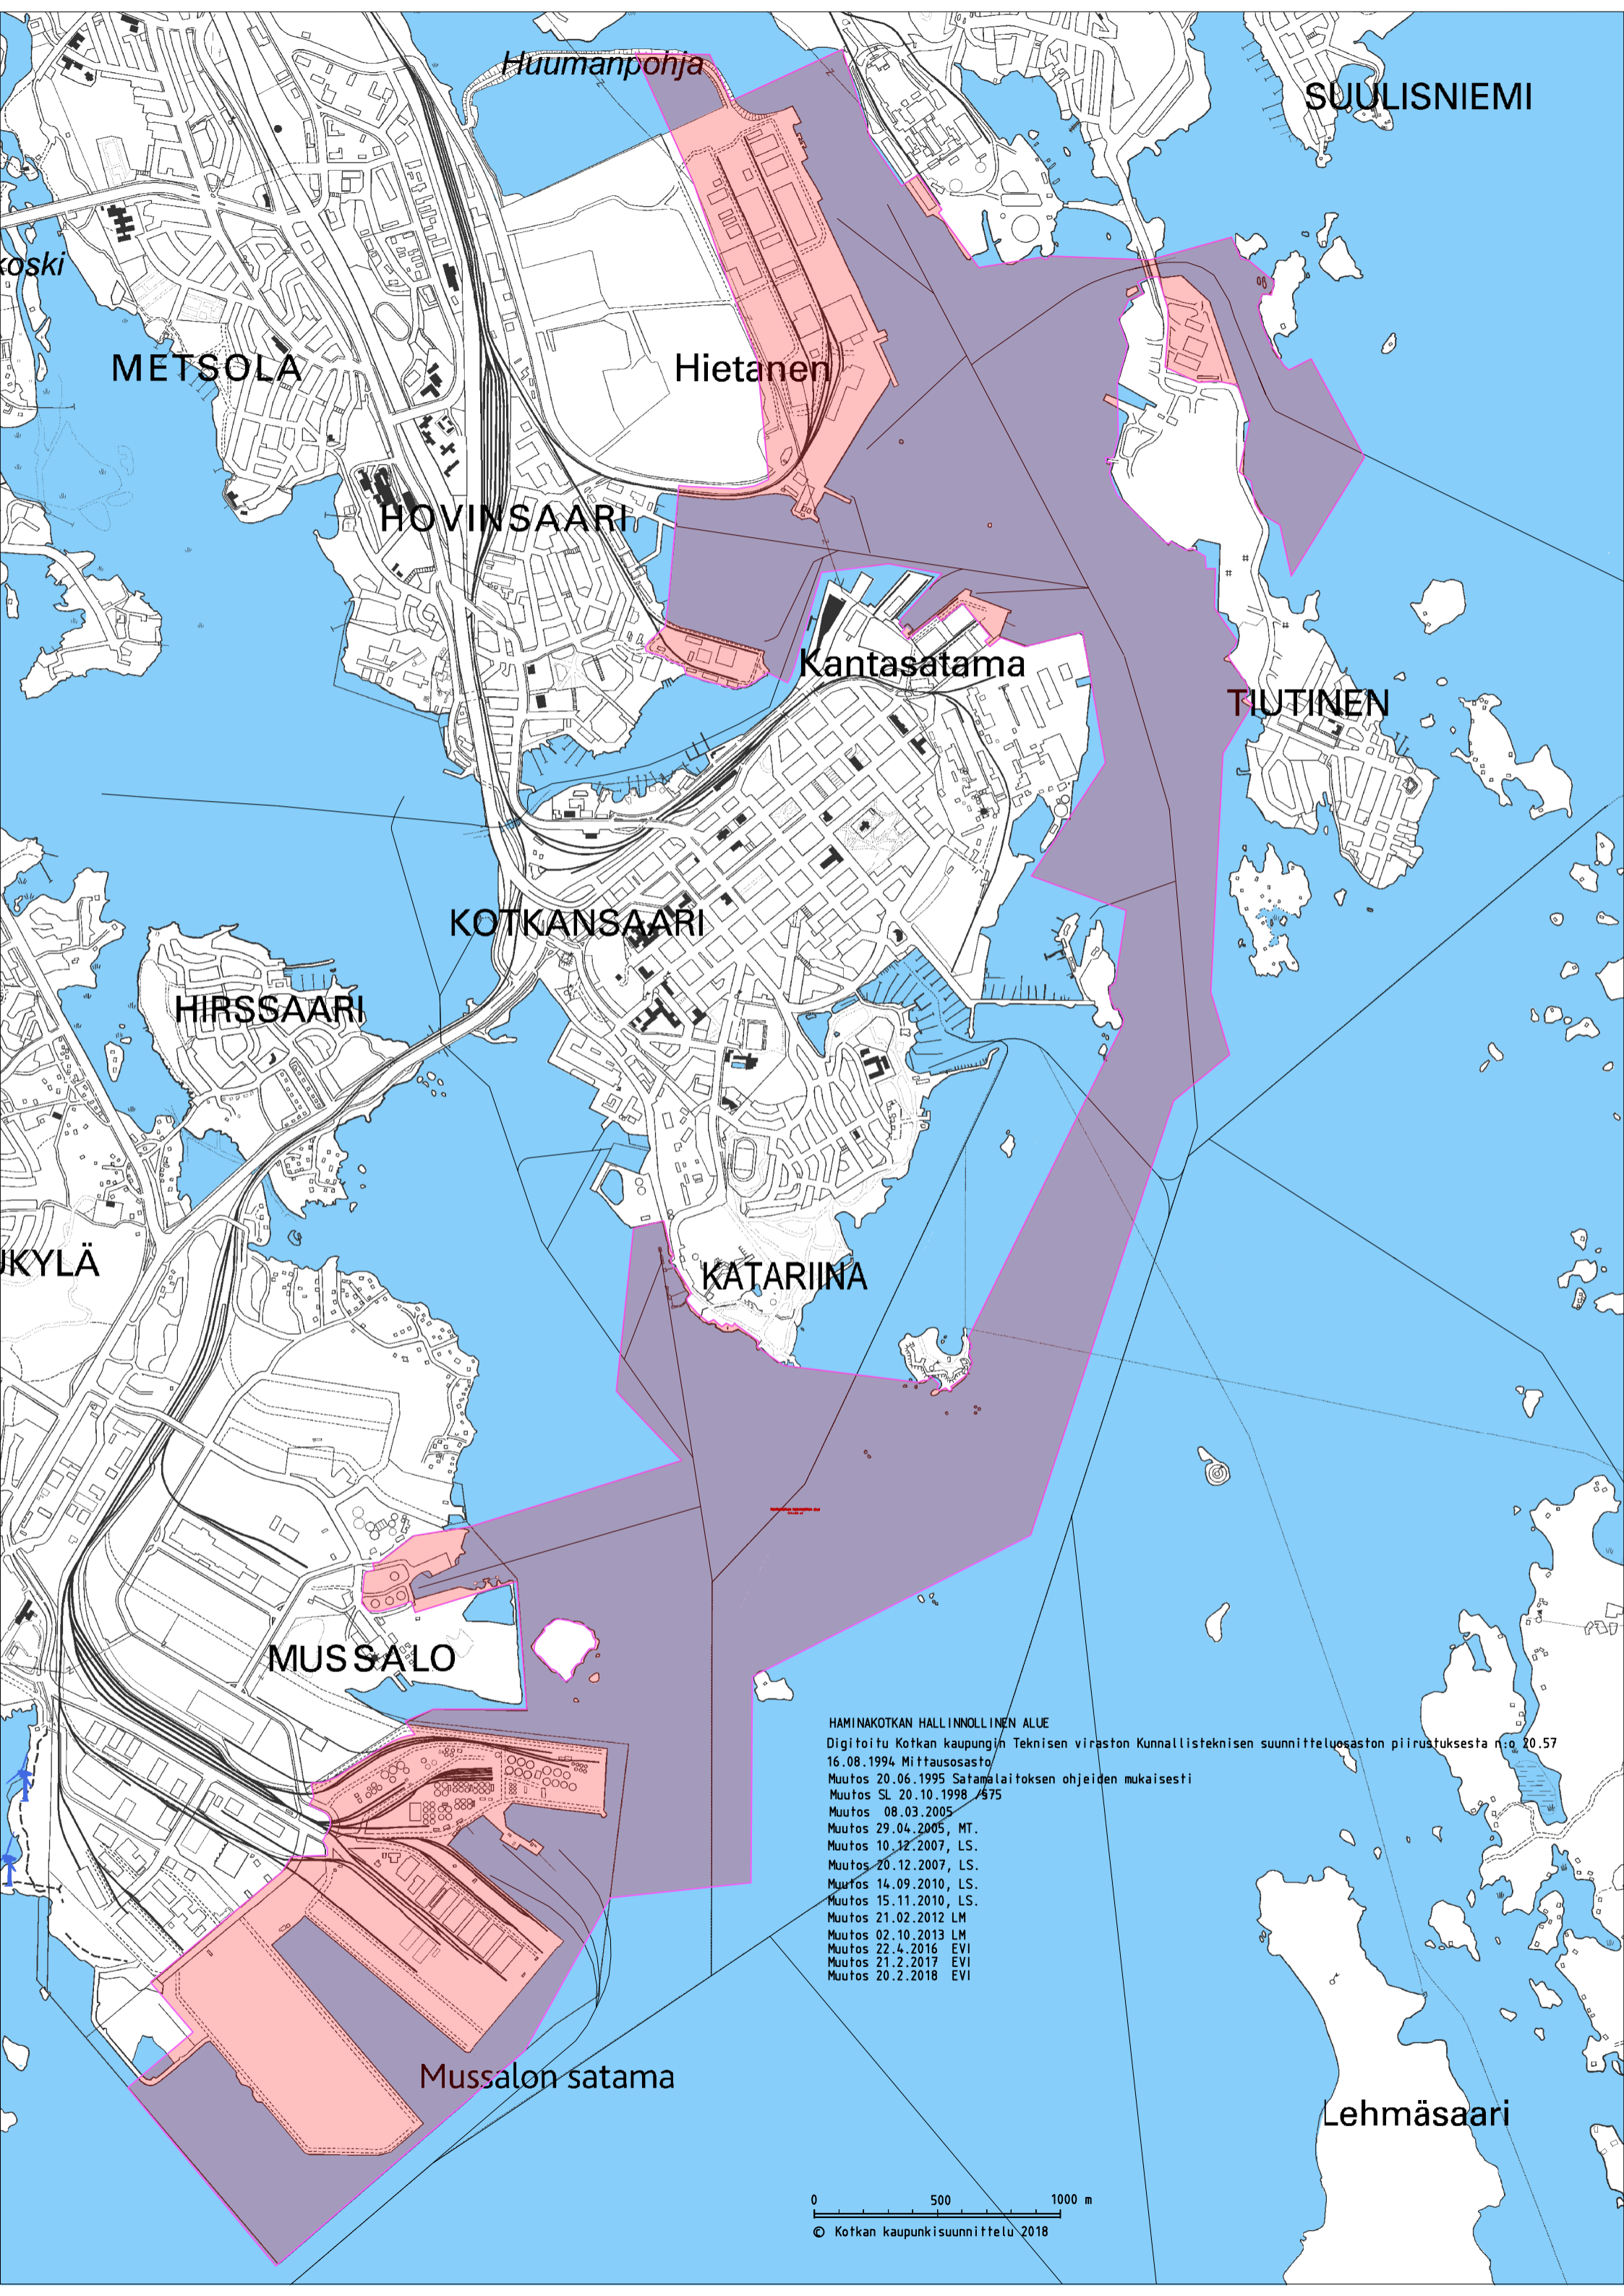 Huumanpohja
SUULISNIEMI
koski
METSOLA
Hietanen
HOVINSAARI
Kantasatama
TIUTINEN
KOTKANSAARI
HIRSSAARI
JKYLÄ
KATARIINA
MUSSALO
HAMINAKOTKAN HALLINNOLLINEN ALUE
Digitoitu Kotkan kaupungin Teknisen viraston Kunnallisteknisen suunnitteluosaston piirustuksesta n:o 20.57
16.08.1994 Mittausosasto
Muutos 20.06.1995 Satamalaitoksen ohjeiden mukaisesti
Muutos SL 20.10.1998 /§75
Muutos 08.03.2005
Muutos 29.04.2005, MT.
Muutos 10.12.2007, LS.
Muutos 20.12.2007, LS.
Muutos 14.09.2010, LS.
Muutos 15.11.2010, LS.
Muutos 21.02.2012 LM
Muutos 02.10.2013 LM
Muutos 22.4.2016 EVI
Muutos 21.2.2017 EVI
Muutos 20.2.2018 EVI
Mussalon satama
Lehmäsaari
0 500 1000 m
© Kotkan kaupunkisuunnittelu 2018